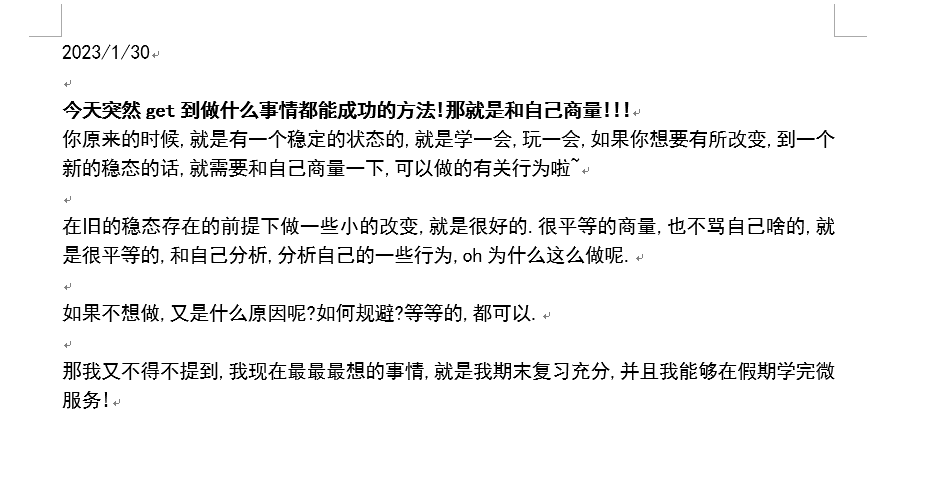 2023/1/30
今天突然 get 到做什么事情都能成功的方法!那就是和自己商量!!!
你原来的时候,就是有一个稳定的状态的,就是学一会,玩一会,如果你想要有所改变,到一个
新的稳态的话,就需要和自己商量一下,可以做的有关行为啦~
在旧的稳态存在的前提下做一些小的改变,就是很好的.很平等的商量,也不骂自己啥的,就
是很平等的,和自己分析,分析自己的一些行为,oh 为什么这么做呢.
如果不想做,又是什么原因呢?如何规避?等等的,都可以.
那我又不得不提到,我现在最最最想的事情,就是我期末复习充分,并且我能够在假期学完微
服务!